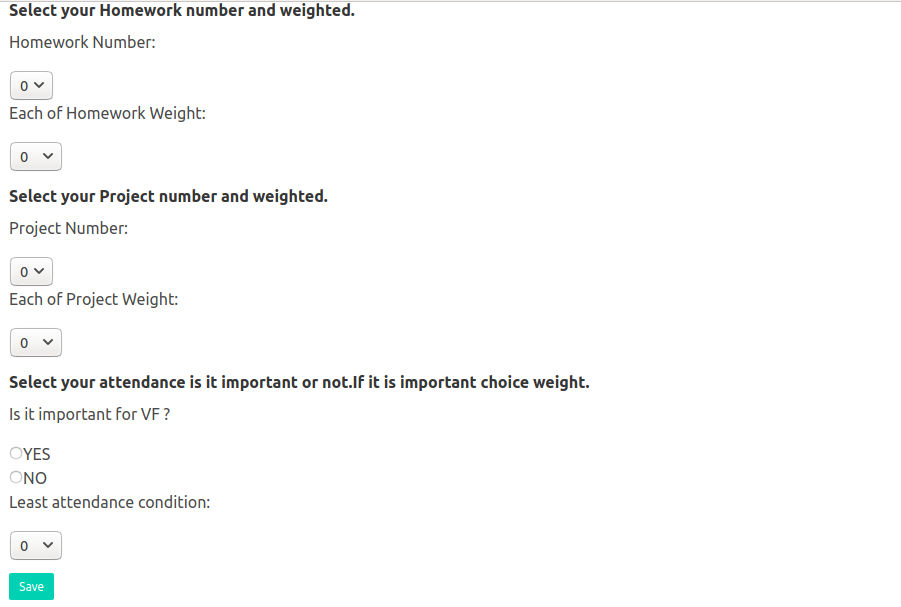 Select your Homework number and weighted.
Homework Number:
0
Each of Homework Weight:
0
Select your Project number and weighted.
Project Number:
0
Each of Project Weight:
0
Select your attendance is it important or not.If it is important choice weight.
Is it important for VF ?
YES
NO
Least attendance condition:
0
Save